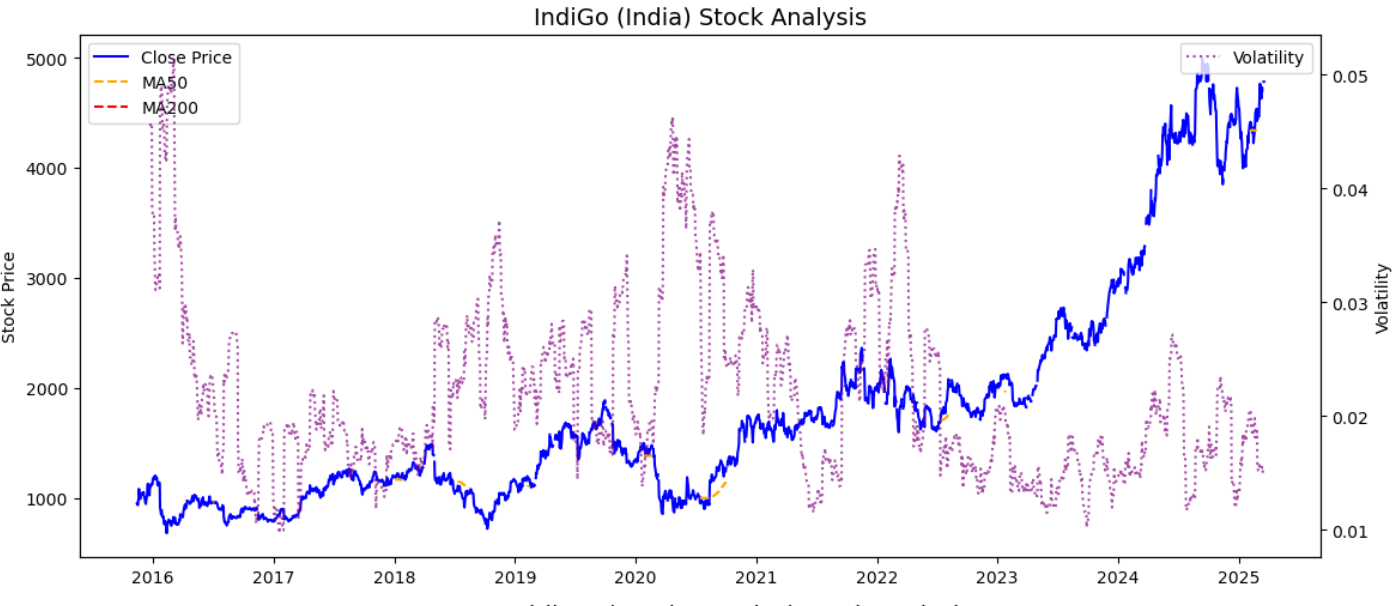 IndiGo (India) Stock Analysis
Close Price
MA50
MA200
Volatility
Stock Price
5000
4000
3000
2000
1000
0.05
0.04
0.03
0.02
0.01
Volatility
2016 2017 2018 2019 2020 2021 2022 2023 2024 2025